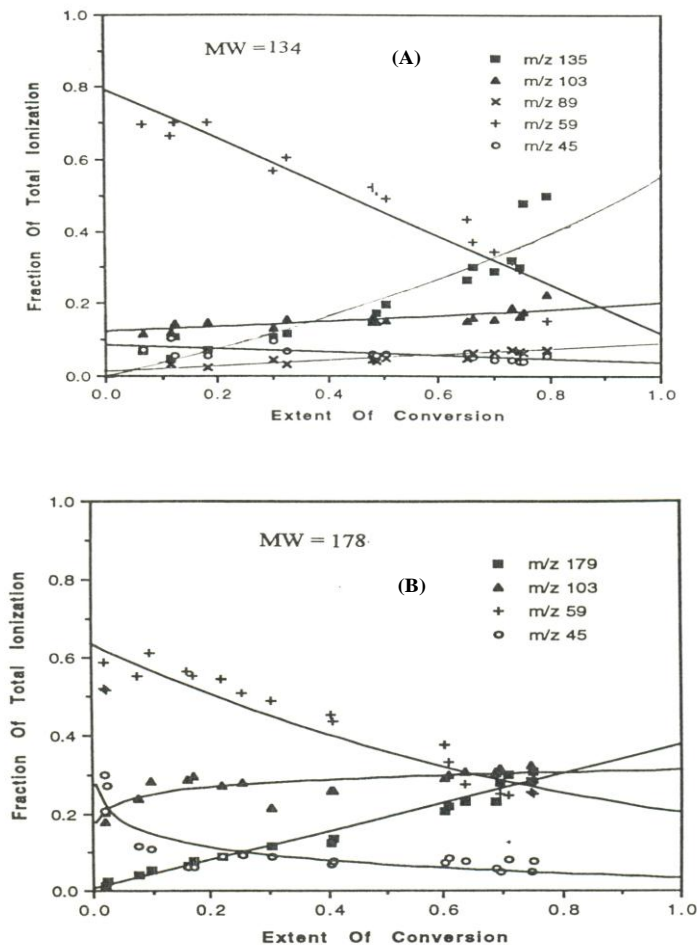 1.0
MW = 134
(A)
m/z 135
m/z 103
m/z 89
m/z 59
m/z 45
0.8
0.6
0.4
0.2
0.0
Fraction Of Total Ionization
0.0 0.2 0.4 0.6 0.8 1.0
Extent Of Conversion
1.0
MW = 178
(B)
m/z 179
m/z 103
m/z 59
m/z 45
0.8
0.6
0.4
0.2
0.0
Fraction Of Total Ionization
0.0 0.2 0.4 0.6 0.8 1.0
Extent Of Conversion